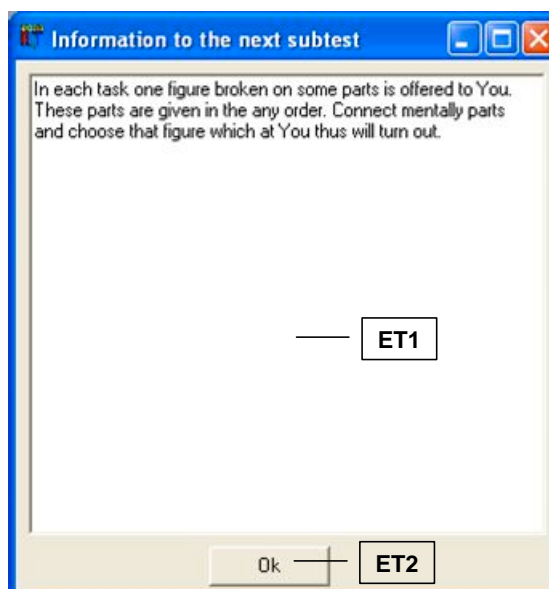 Information to the next subtest
In each task one figure broken on some parts is offered to You.
These parts are given in the any order. Connect mentally parts
and choose that figure which at You thus will turn out.
ET1
Ok
ET2